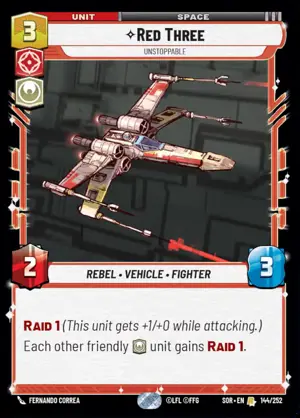 UNIT
SPACE
3
✧RED THREE
UNSTOPPABLE
2
3
REBEL • VEHICLE • FIGHTER
RAID 1 (This unit gets +1/+0 while attacking.)
Each other friendly unit gains RAID 1.
FERNANDO CORREA
©LFL ©FFG
SOR • EN
144/252